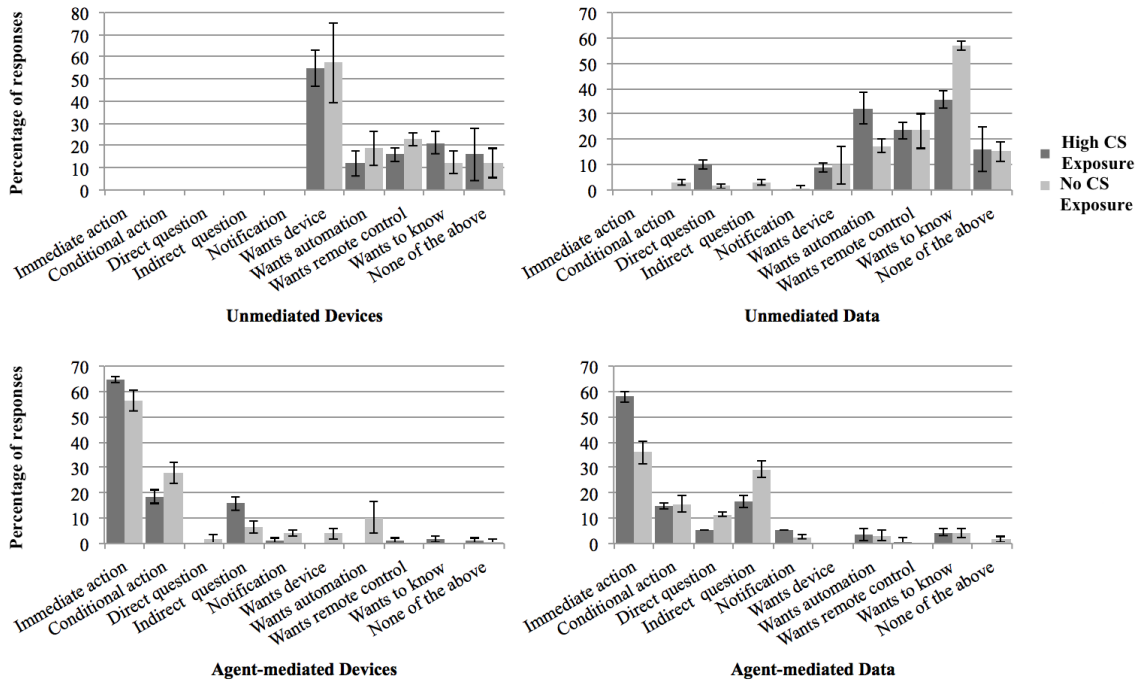 Percentage of responses
80
70
60
50
40
30
20
10
0
Immediate action
Conditional action
Direct question
Indirect question
Notification
Wants device
Wants automation
Wants remote control
Wants to know
None of the above
Unmediated Devices
70
60
50
40
30
20
10
0
Immediate action
Conditional action
Direct question
Indirect question
Notification
Wants device
Wants automation
Wants remote control
Wants to know
None of the above
Unmediated Data
High CS
Exposure
No CS
Exposure
Percentage of responses
70
60
50
40
30
20
10
0
Immediate action
Conditional action
Direct question
Indirect question
Notification
Wants device
Wants automation
Wants remote control
Wants to know
None of the above
Agent-mediated Devices
70
60
50
40
30
20
10
0
Immediate action
Conditional action
Direct question
Indirect question
Notification
Wants device
Wants automation
Wants remote control
Wants to know
None of the above
Agent-mediated Data